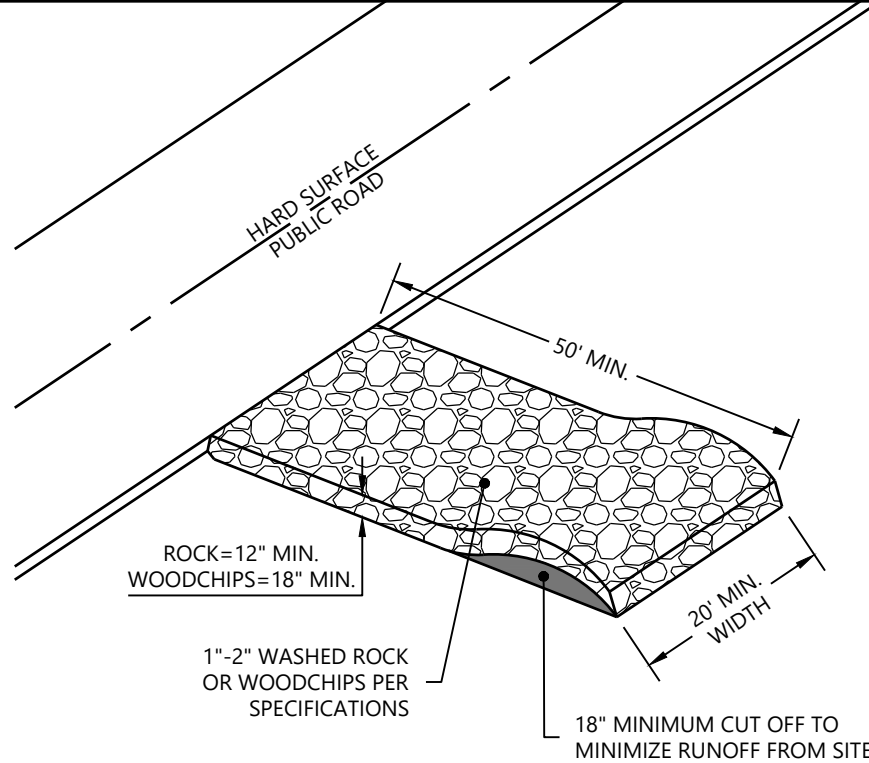 HARD SURFACE
PUBLIC ROAD
50' MIN.
ROCK=12" MIN.
WOODCHIPS=18" MIN.
20' MIN.
WIDTH
1"-2" WASHED ROCK
OR WOODCHIPS PER
SPECIFICATIONS
18" MINIMUM CUT OFF TO
MINIMIZE RUNOFF FROM SITE